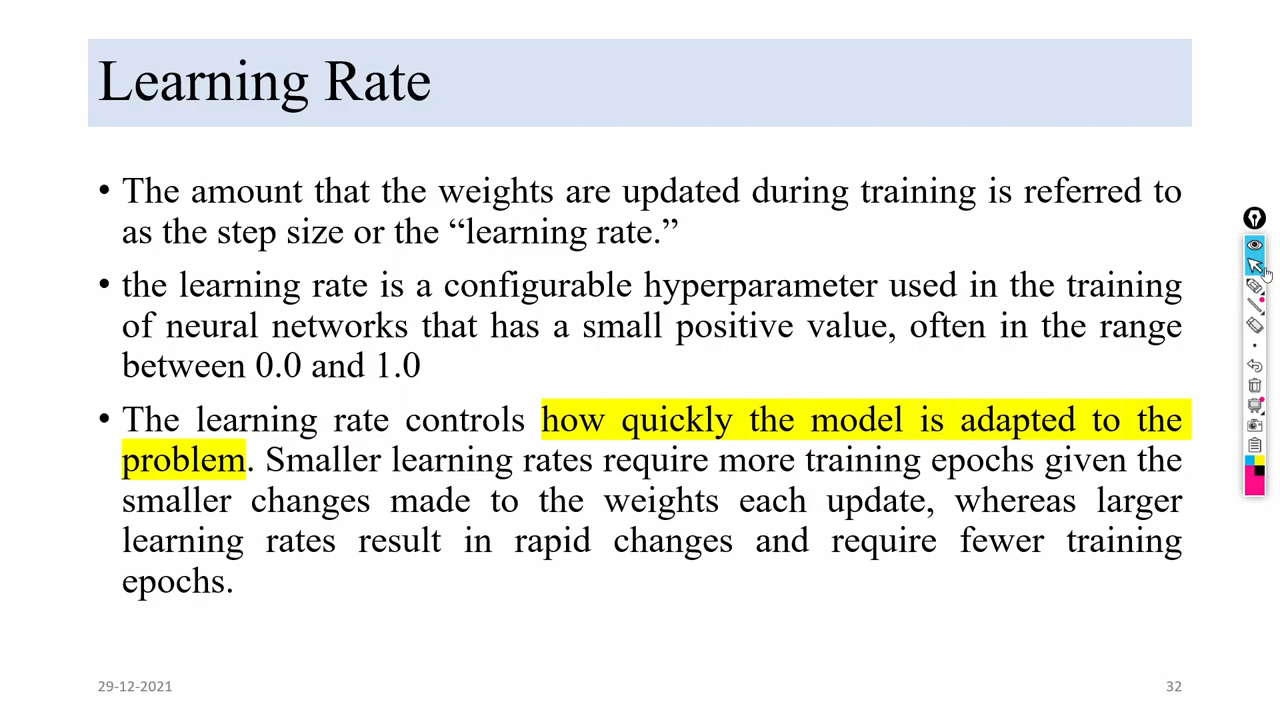 Learning Rate
• The amount that the weights are updated during training is referred to
as the step size or the “learning rate.”
• the learning rate is a configurable hyperparameter used in the training
of neural networks that has a small positive value, often in the range
between 0.0 and 1.0
• The learning rate controls how quickly the model is adapted to the
problem. Smaller learning rates require more training epochs given the
smaller changes made to the weights each update, whereas larger
learning rates result in rapid changes and require fewer training
epochs.
29-12-2021
32